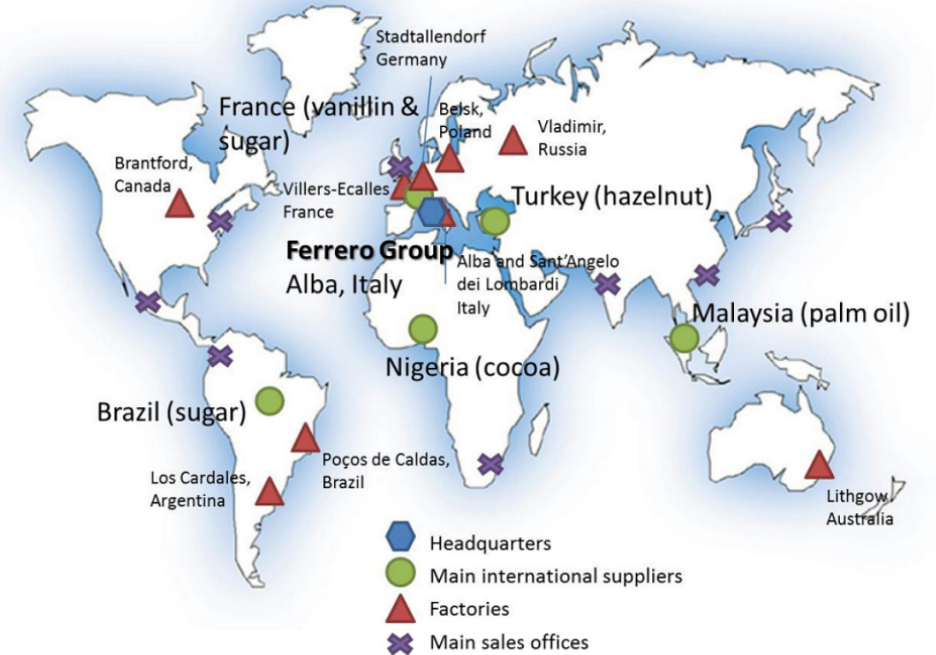 Stadtallendorf
Germany
France (vanillin &
sugar)
Belsk,
Poland
Vladimir,
Russia
Brantford,
Canada
Villers-Ecalles
France
Turkey (hazelnut)
Ferrero Group
Alba, Italy
Alba and Sant'Angelo
dei Lombardi
Italy
Malaysia (palm oil)
Nigeria (cocoa)
Brazil (sugar)
Poços de Caldas,
Brazil
Los Cardales,
Argentina
Lithgow
Australia
Headquarters
Main international suppliers
Factories
Main sales offices